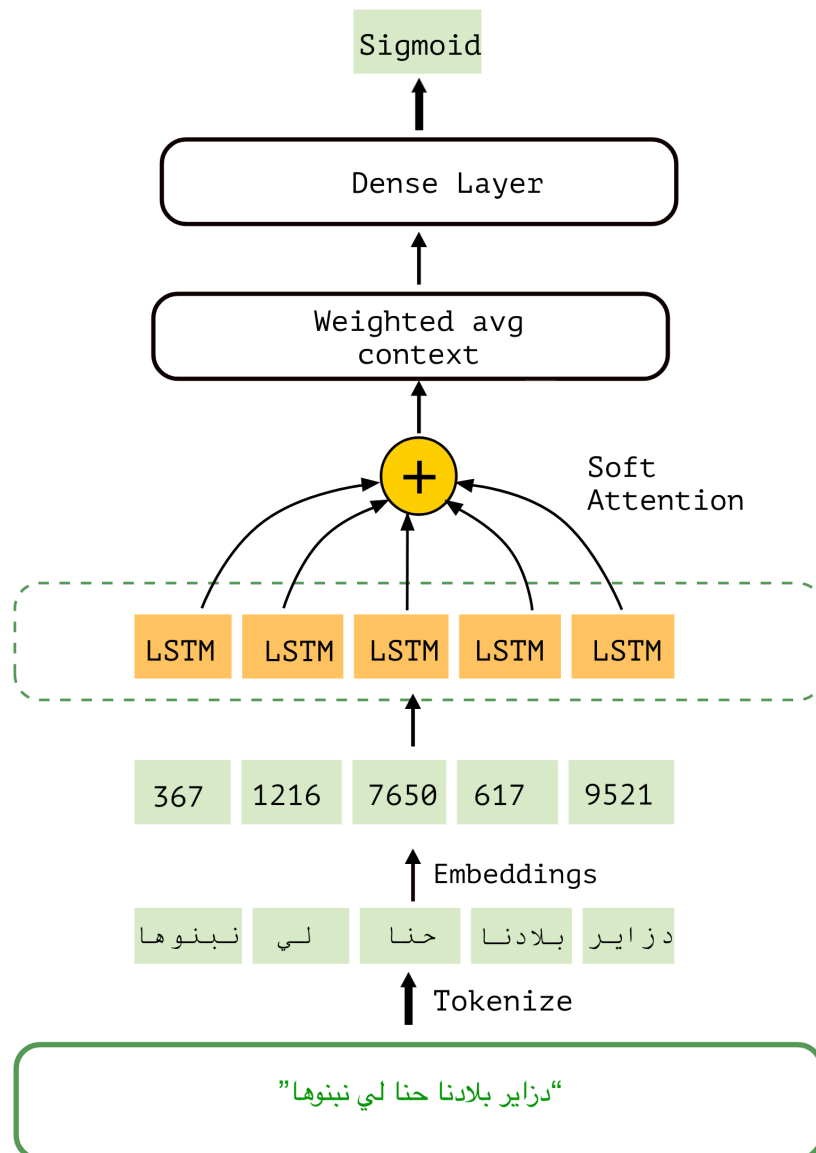 Sigmoid
Dense Layer
Weighted avg
context
+
Soft
Attention
LSTM LSTM LSTM LSTM LSTM
367 1216 7650 617 9521
Embeddings
دزاير بلادنا حنا لي نبنوها
Tokenize
“دزاير بلادنا حنا لي نبنوها”